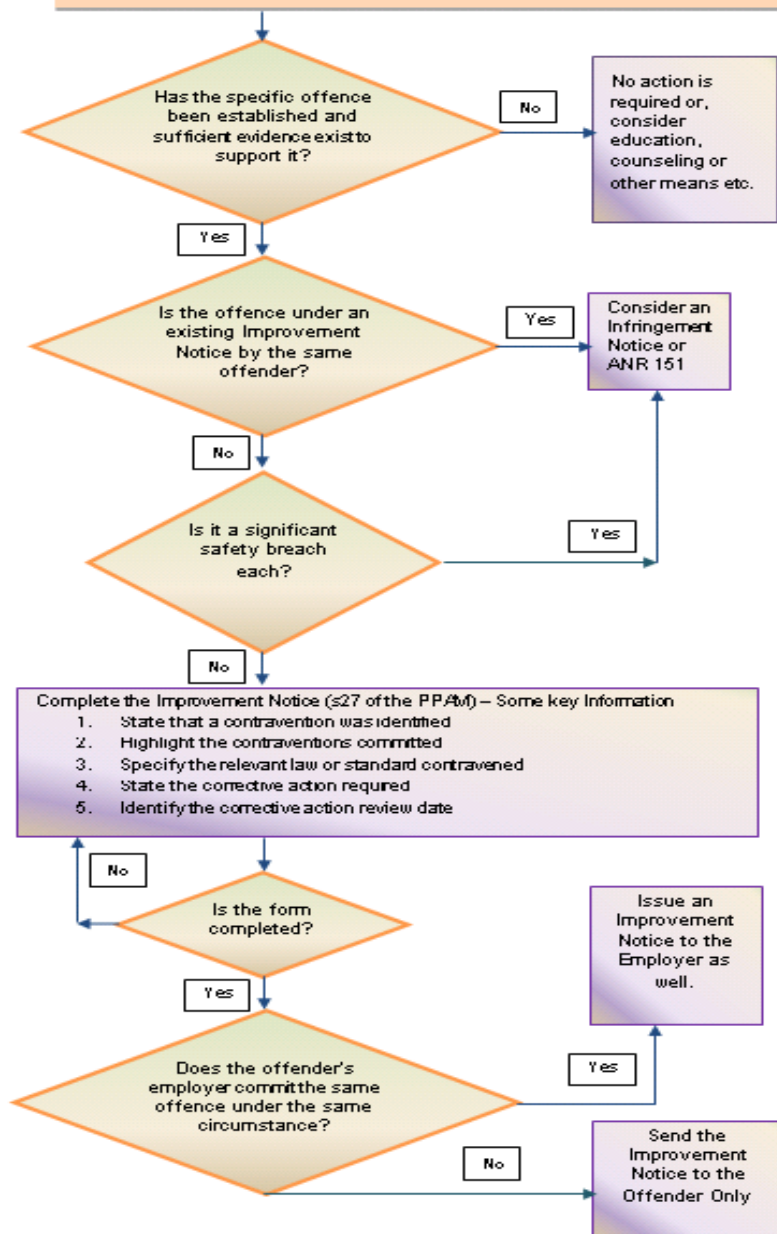 Has the specific offence
been established and
sufficient evidence exist to
support it?
No
No action is
required or,
consider
education,
counseling or
other means etc.
Yes
Is the offence under an
existing Improvement
Notice by the same
offender?
Yes
Consider an
Infringement
Notice or
ANR 151
No
Is it a significant
safety breach
each?
Yes
No
Complete the Improvement Notice (s27 of the PPAM) – Some key Information
1. State that a contravention was identified
2. Highlight the contraventions committed
3. Specify the relevant law or standard contravened
4. State the corrective action required
5. Identify the corrective action review date
No
Is the form
completed?
Issue an
Improvement
Notice to the
Employer as
well.
Yes
Does the offender's
employer commit the same
offence under the same
circumstance?
Yes
No
Send the
Improvement
Notice to the
Offender Only